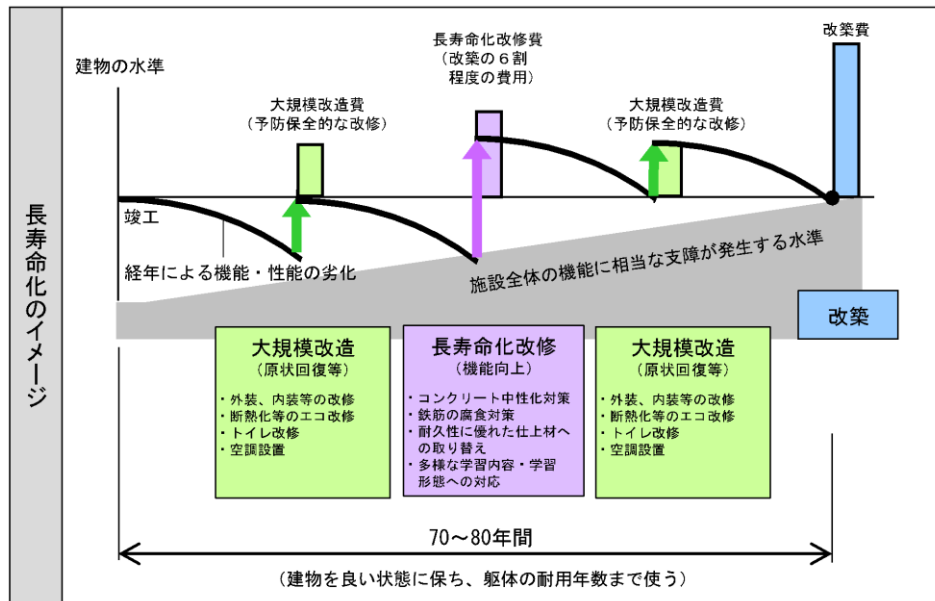 長寿命化のイメージ
建物の水準
大規模改造費
（予防保全的な改修）
長寿命化改修費
（改築の６割
程度の費用）
大規模改造費
（予防保全的な改修）
改築費
竣工
経年による機能・性能の劣化
施設全体の機能に相当な支障が発生する水準
改築
大規模改造
（原状回復等）
・外装、内装等の改修
・断熱化等のエコ改修
・トイレ改修
・空調設置
長寿命化改修
（機能向上）
・コンクリート中性化対策
・鉄筋の腐食対策
・耐久性に優れた仕上材へ
の取り替え
・多様な学習内容・学習
形態への対応
大規模改造
（原状回復等）
・外装、内装等の改修
・断熱化等のエコ改修
・トイレ改修
・空調設置
70～80年間
（建物を良い状態に保ち、躯体の耐用年数まで使う）